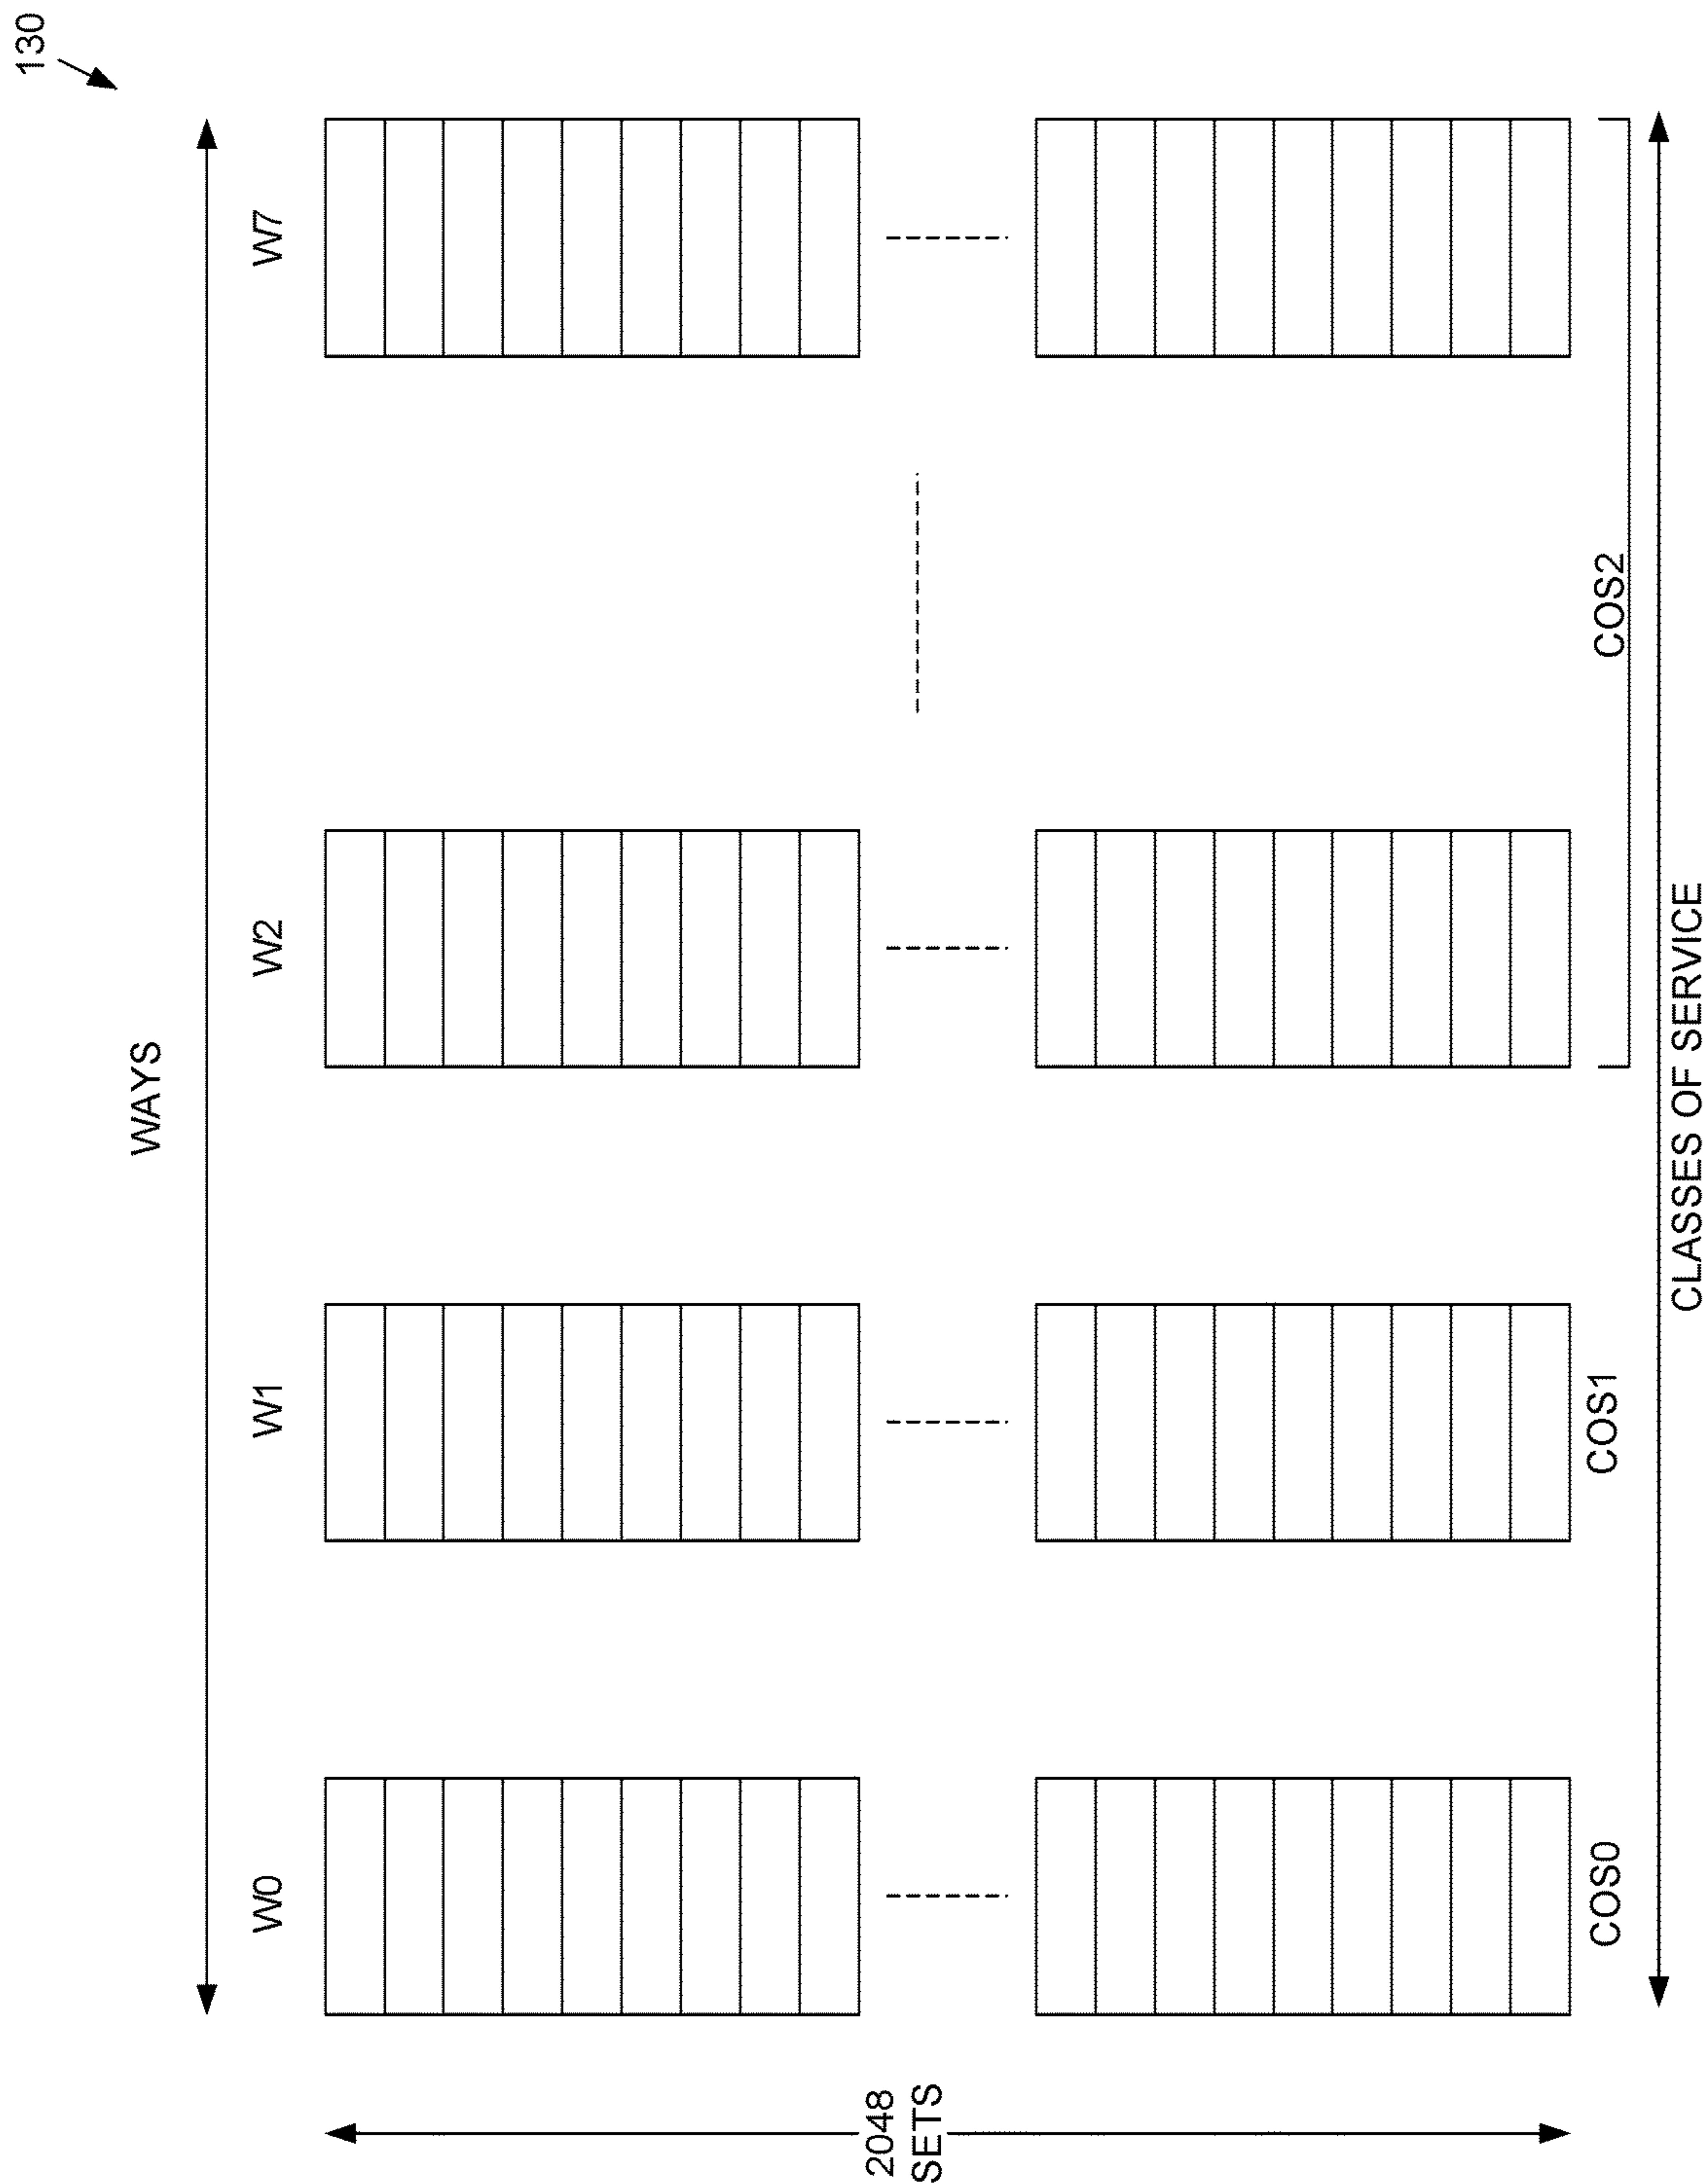 130
WAYS
W0 W1 W2 W7
2048
SETS
COS0 COS1 COS2
CLASSES OF SERVICE